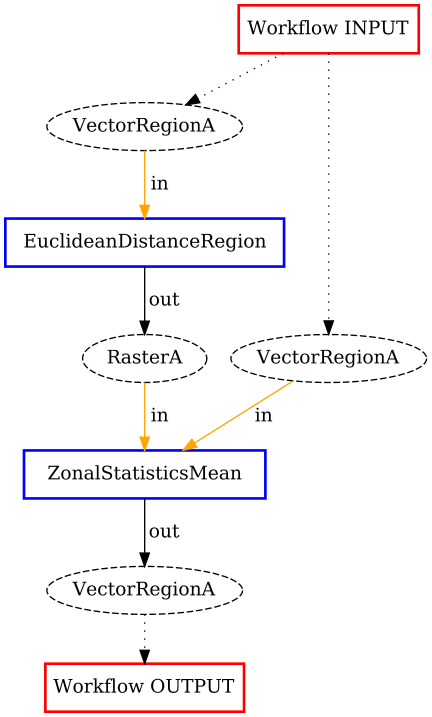 Workflow INPUT
VectorRegionA
in
EuclideanDistanceRegion
out
RasterA
VectorRegionA
in
in
ZonalStatisticsMean
out
VectorRegionA
Workflow OUTPUT